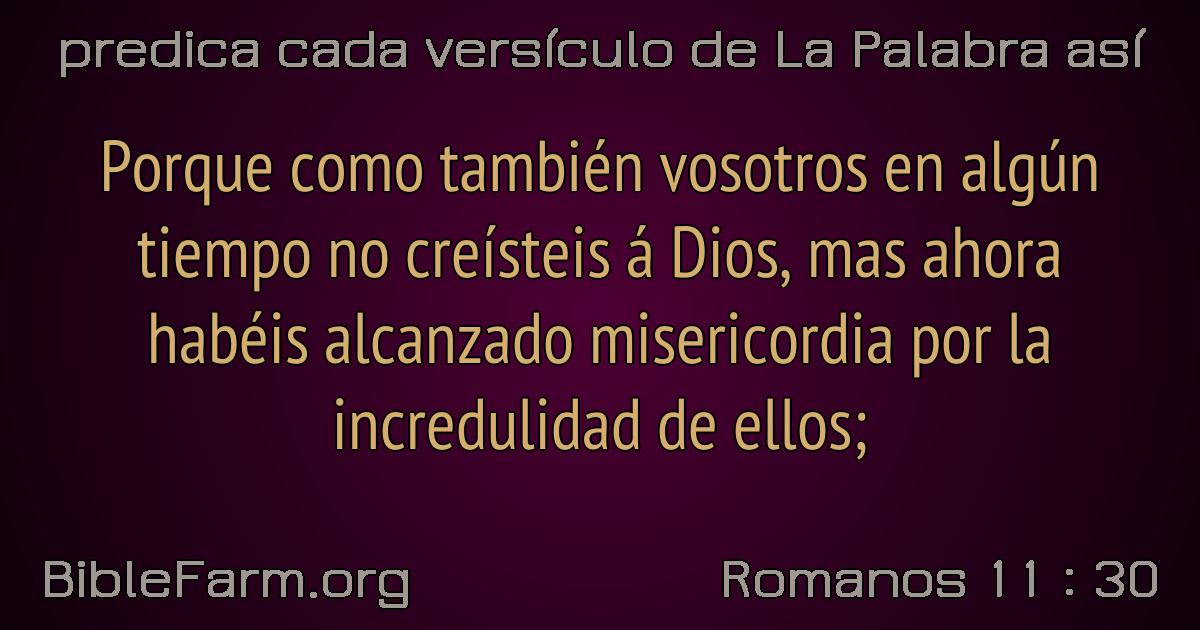 predica cada versículo de La Palabra así
Porque como también vosotros en algún
tiempo no creísteis á Dios, mas ahora
habéis alcanzado misericordia por la
incredulidad de ellos;
BibleFarm.org
Romanos 11 : 30